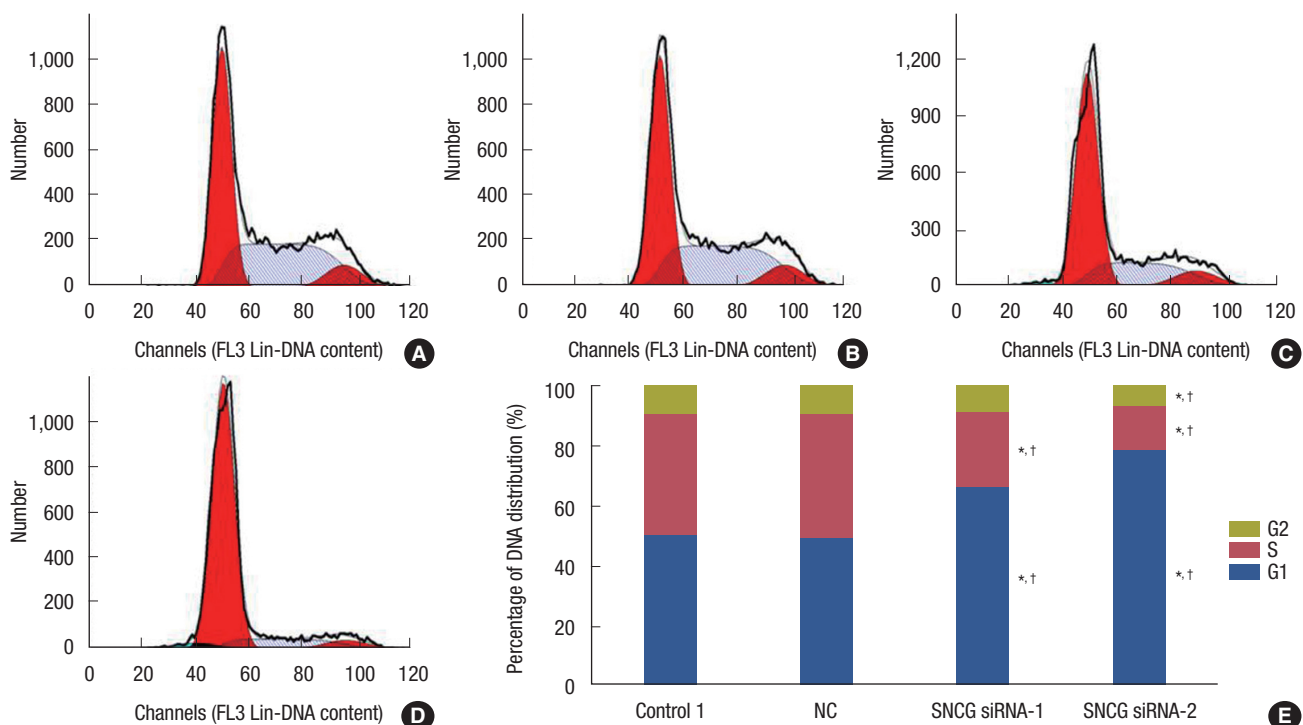 Number
1,000
800
600
400
200
0
0 20 40 60 80 100 120
Channels (FL3 Lin-DNA content)
A
Number
1,000
800
600
400
200
0
0 20 40 60 80 100 120
Channels (FL3 Lin-DNA content)
B
Number
1,200
900
600
300
0
0 20 40 60 80 100 120
Channels (FL3 Lin-DNA content)
C
Number
1,000
800
600
400
200
0
0 20 40 60 80 100 120
Channels (FL3 Lin-DNA content)
D
Percentage of DNA distribution (%)
100
80
60
40
20
0
*,†
*,†
*,†
*,†
*,†
Control 1 NC SNCG siRNA-1 SNCG siRNA-2
G2
S
G1
E